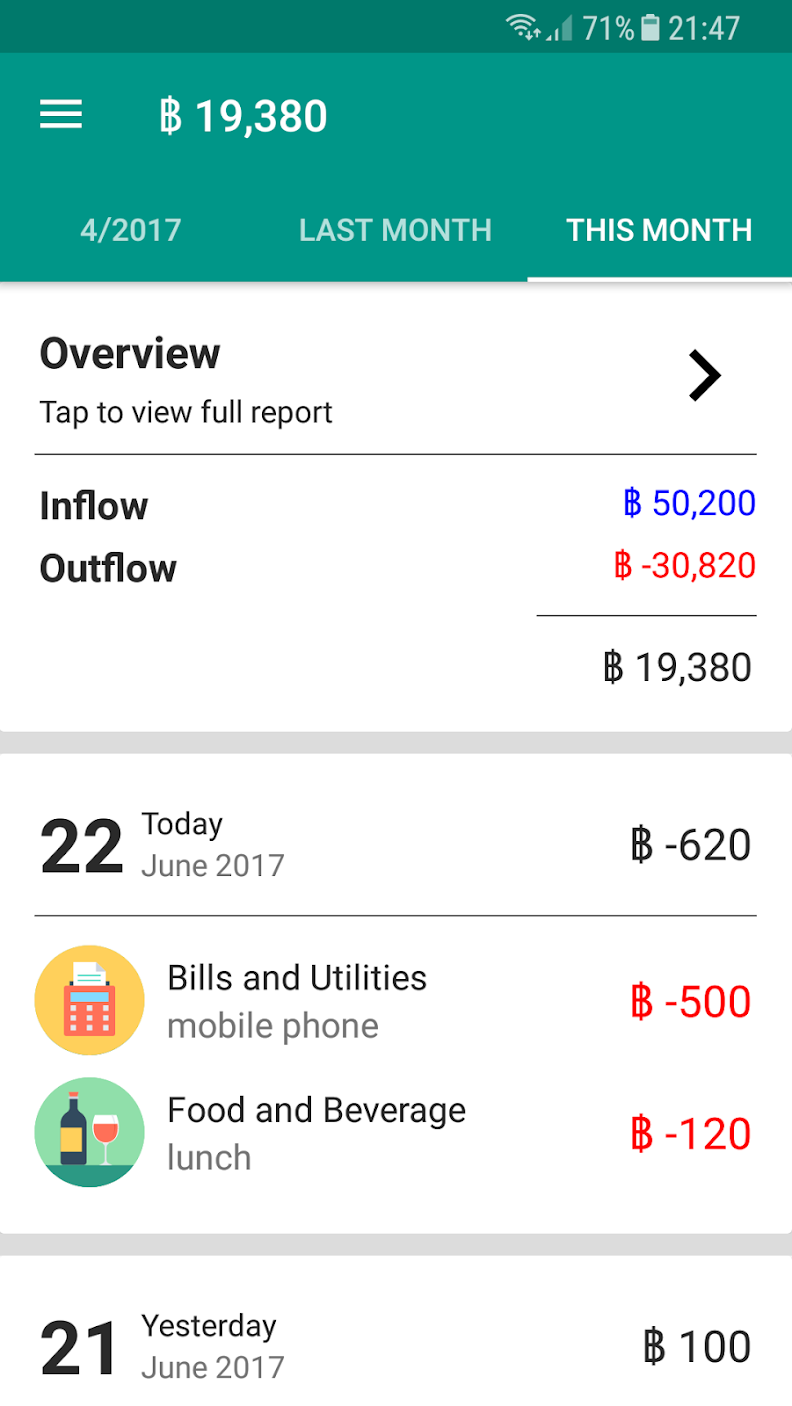 71% 21:47
฿ 19,380
4/2017 LAST MONTH THIS MONTH
Overview
Tap to view full report
Inflow ฿ 50,200
Outflow ฿ -30,820
฿ 19,380
22 Today ฿ -620
June 2017
Bills and Utilities ฿ -500
mobile phone
Food and Beverage ฿ -120
lunch
21 Yesterday ฿ 100
June 2017